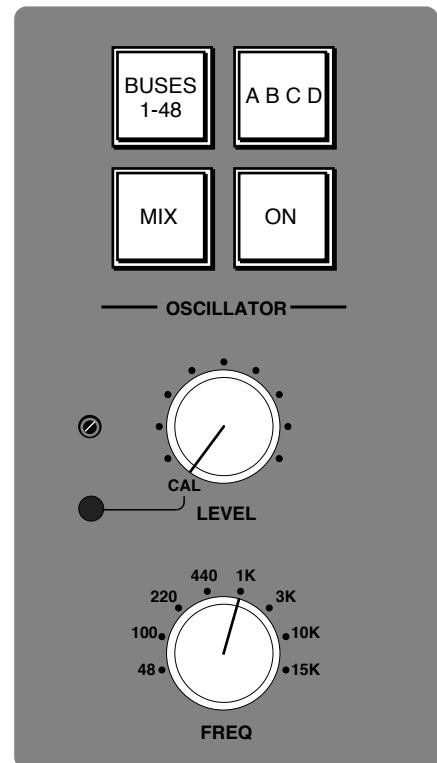 BUSES
1-48
A B C D
MIX
ON
OSCILLATOR
CAL
LEVEL
440 1K
220 3K
100 10K
48 15K
FREQ